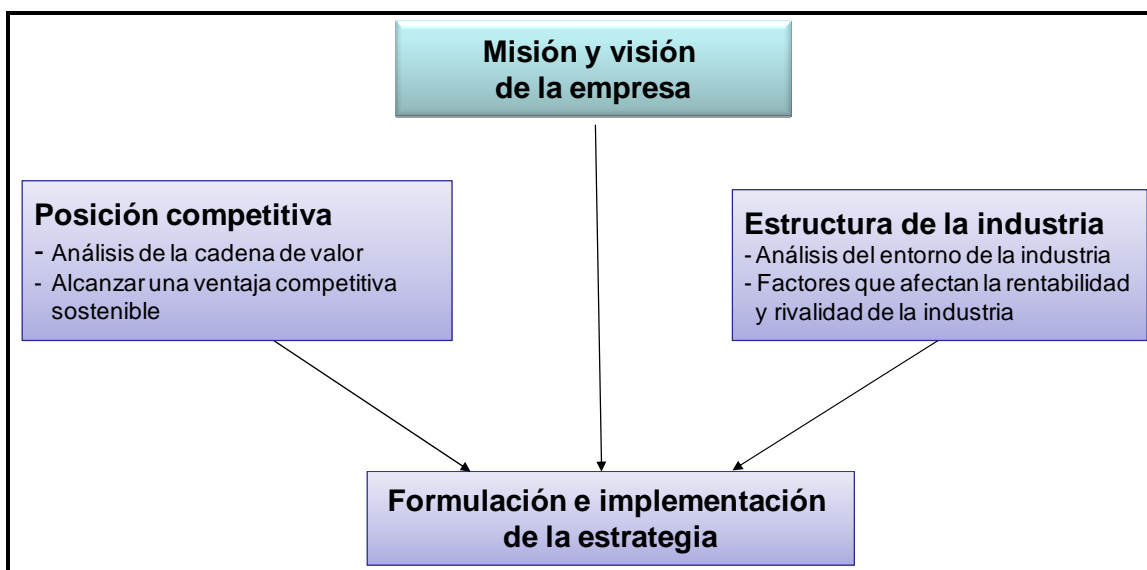 Misión y visión
de la empresa
Posición competitiva
- Análisis de la cadena de valor
- Alcanzar una ventaja competitiva
sostenible
Estructura de la industria
- Análisis del entorno de la industria
- Factores que afectan la rentabilidad
y rivalidad de la industria
Formulación e implementación
de la estrategia